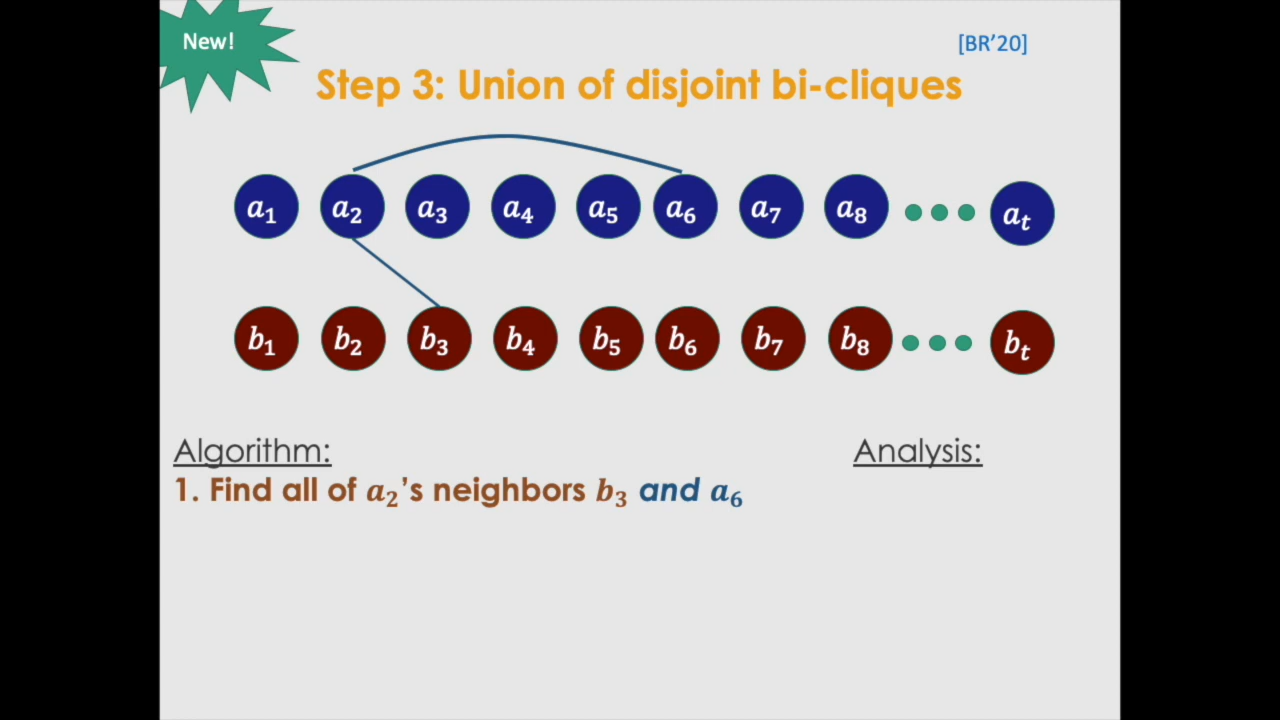 New!
[BR'20]
Step 3: Union of disjoint bi-cliques
a₁ a₂ a₃ a₄ a₅ a₆ a₇ a₈ aₜ
b₁ b₂ b₃ b₄ b₅ b₆ b₇ b₈ bₜ
Algorithm: Analysis:
1. Find all of a₂'s neighbors b₃ and a₆